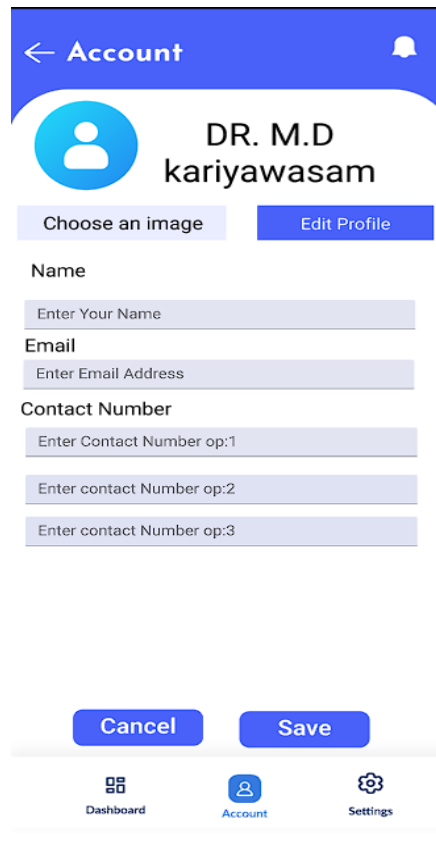 Account
DR. M.D
kariyawasam
Choose an image
Edit Profile
Name
Enter Your Name
Email
Enter Email Address
Contact Number
Enter Contact Number op:1
Enter contact Number op:2
Enter contact Number op:3
Cancel
Save
Dashboard
Account
Settings